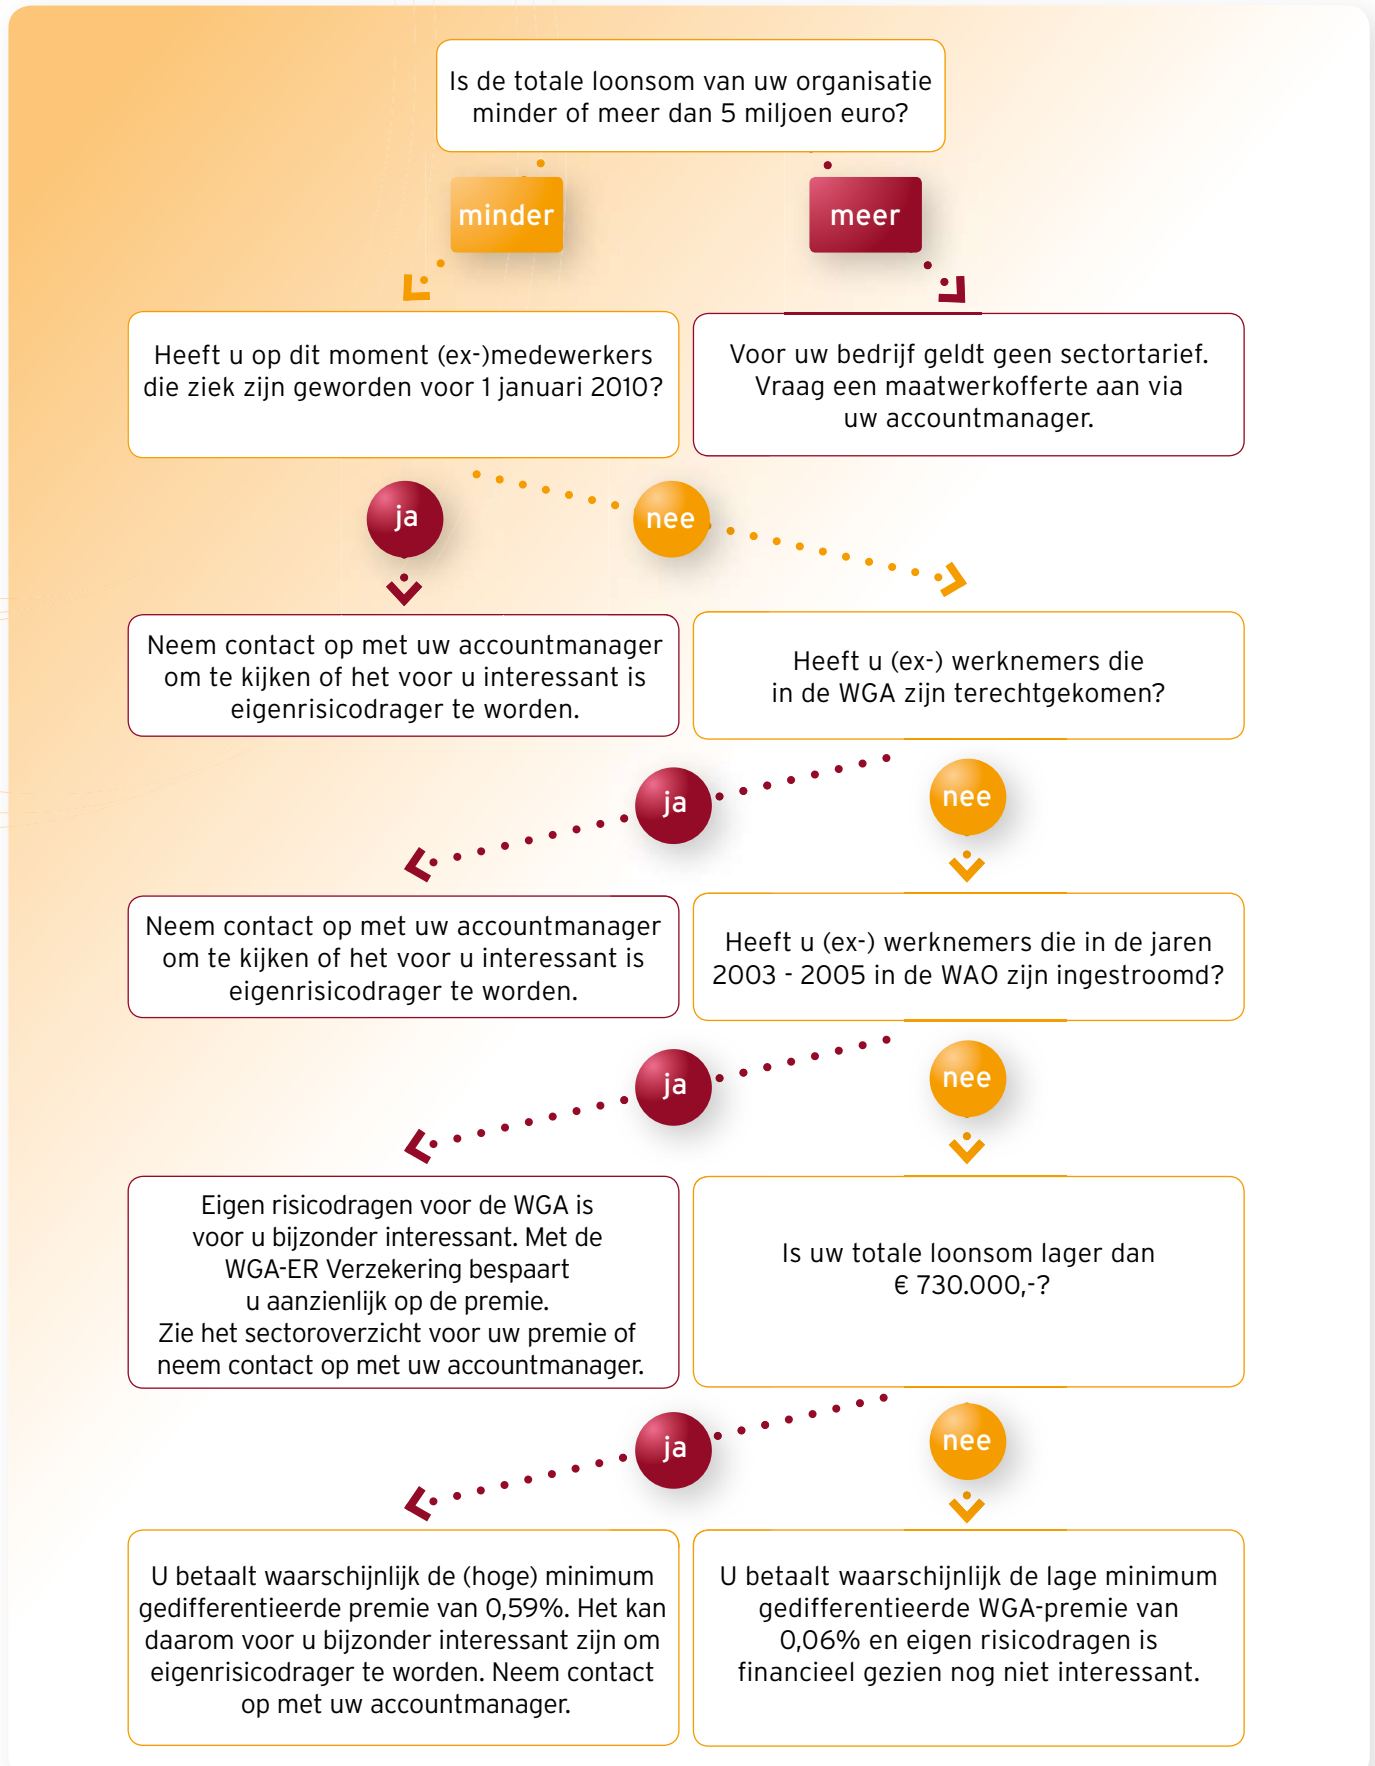 Is de totale loonsom van uw organisatie
minder of meer dan 5 miljoen euro?
minder
meer
Heeft u op dit moment (ex-)medewerkers
die ziek zijn geworden voor 1 januari 2010?
Voor uw bedrijf geldt geen sectortarief.
Vraag een maatwerkofferte aan via
uw accountmanager.
ja
nee
Neem contact op met uw accountmanager
om te kijken of het voor u interessant is
eigenrisicodrager te worden.
Heeft u (ex-) werknemers die
in de WGA zijn terechtgekomen?
ja
nee
Neem contact op met uw accountmanager
om te kijken of het voor u interessant is
eigenrisicodrager te worden.
Heeft u (ex-) werknemers die in de jaren
2003 - 2005 in de WAO zijn ingestroomd?
ja
nee
Eigen risicodragen voor de WGA is
voor u bijzonder interessant. Met de
WGA-ER Verzekering bespaart
u aanzienlijk op de premie.
Zie het sectoroverzicht voor uw premie of
neem contact op met uw accountmanager.
Is uw totale loonsom lager dan
€ 730.000,-?
ja
nee
U betaalt waarschijnlijk de (hoge) minimum
gedifferentieerde premie van 0,59%. Het kan
daarom voor u bijzonder interessant zijn om
eigenrisicodrager te worden. Neem contact
op met uw accountmanager.
U betaalt waarschijnlijk de lage minimum
gedifferentieerde WGA-premie van
0,06% en eigen risicodragen is
financieel gezien nog niet interessant.